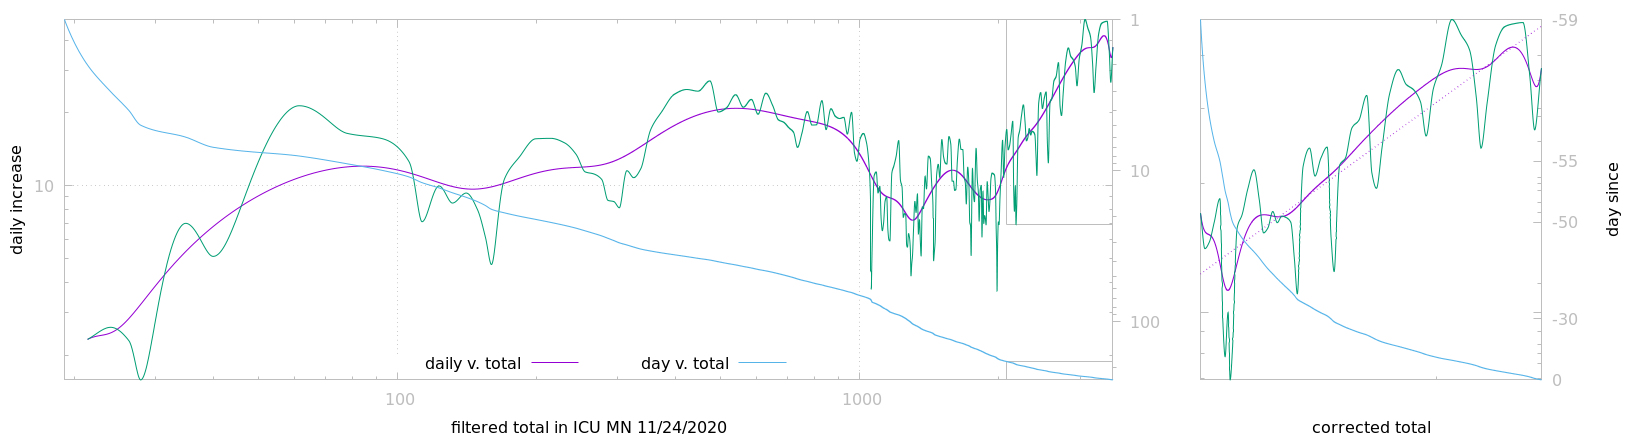 1
-59
daily increase
10
10
-55
-50
day since
100
-30
daily v. total
day v. total
0
100
1000
filtered total in ICU MN 11/24/2020
corrected total